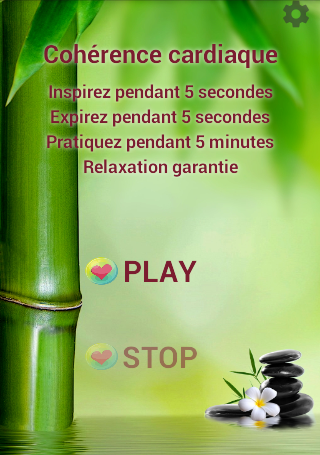 Cohérence cardiaque
Inspirez pendant 5 secondes
Expirez pendant 5 secondes
Pratiquez pendant 5 minutes
Relaxation garantie
PLAY
STOP